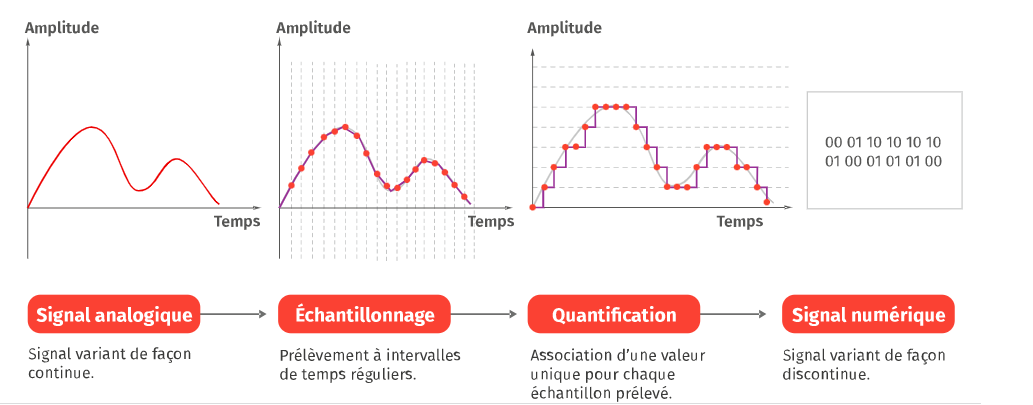 Amplitude
Temps
Amplitude
Temps
Amplitude
Temps
00 01 10 10 10 10
01 00 01 01 01 00
Signal analogique
Échantillonnage
Quantification
Signal numérique
Signal variant de façon
continue.
Prélèvement à intervalles
de temps réguliers.
Association d’une valeur
unique pour chaque
échantillon prélevé.
Signal variant de façon
discontinue.